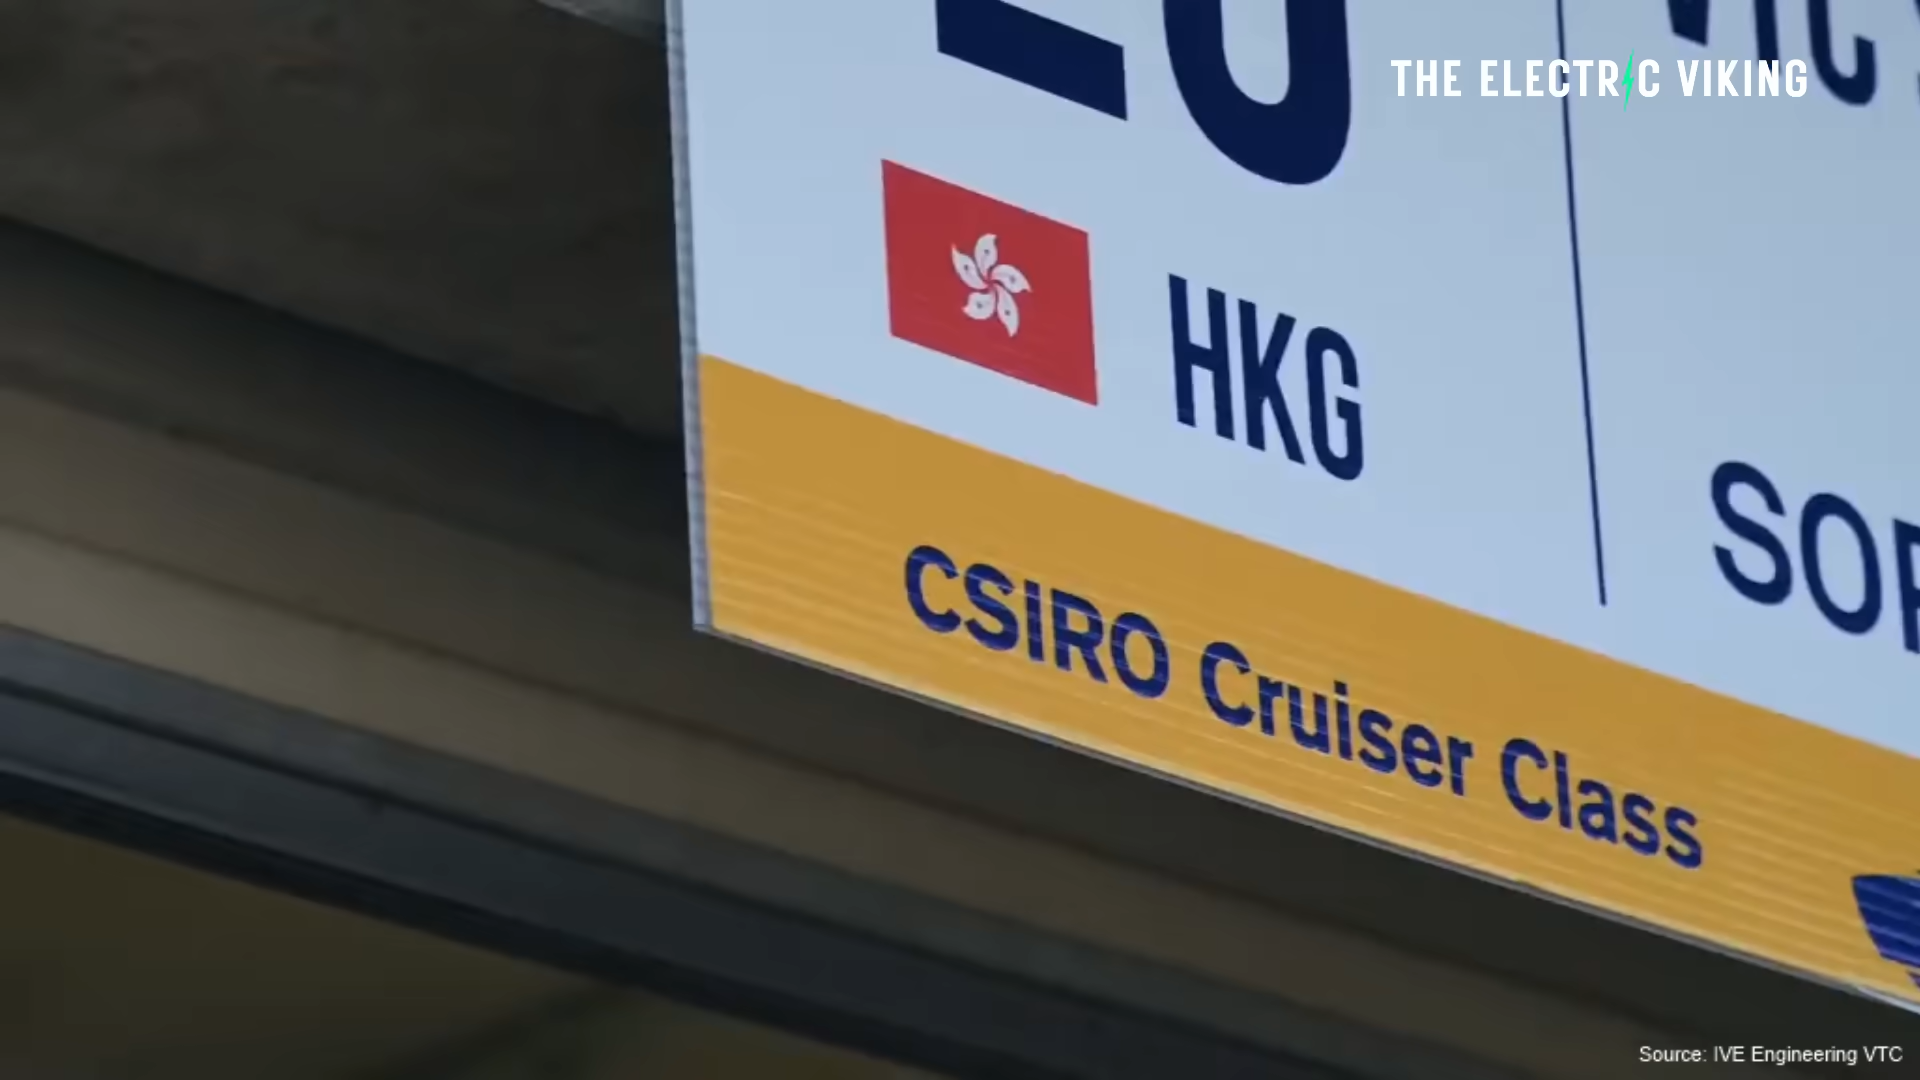 THE ELECTRIC VIKING
HKG
CSIRO Cruiser Class
Source: IVE Engineering VTC